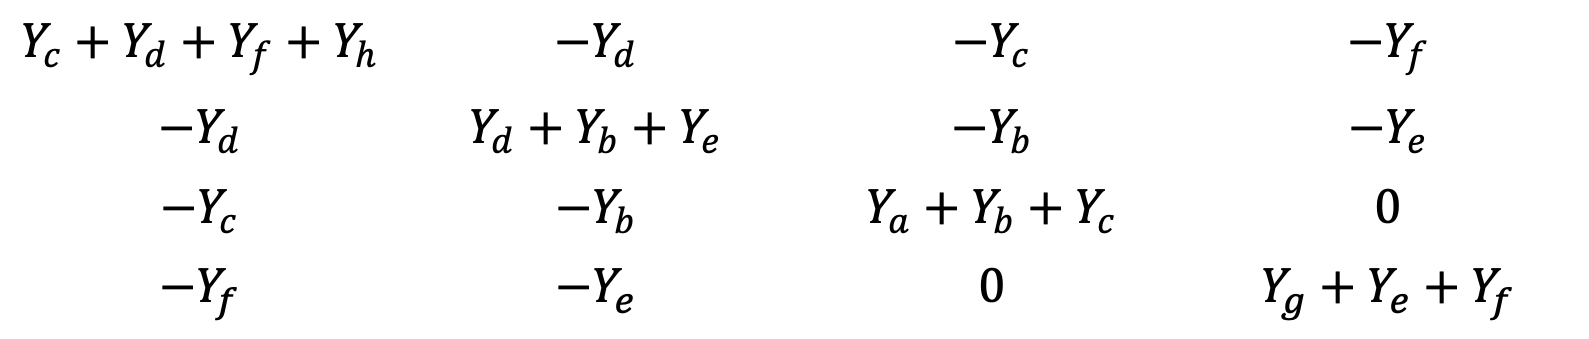 Y_c + Y_d + Y_f + Y_h −Y_d −Y_c −Y_f
−Y_d Y_d + Y_b + Y_e −Y_b −Y_e
−Y_c −Y_b Y_a + Y_b + Y_c 0
−Y_f −Y_e 0 Y_g + Y_e + Y_f